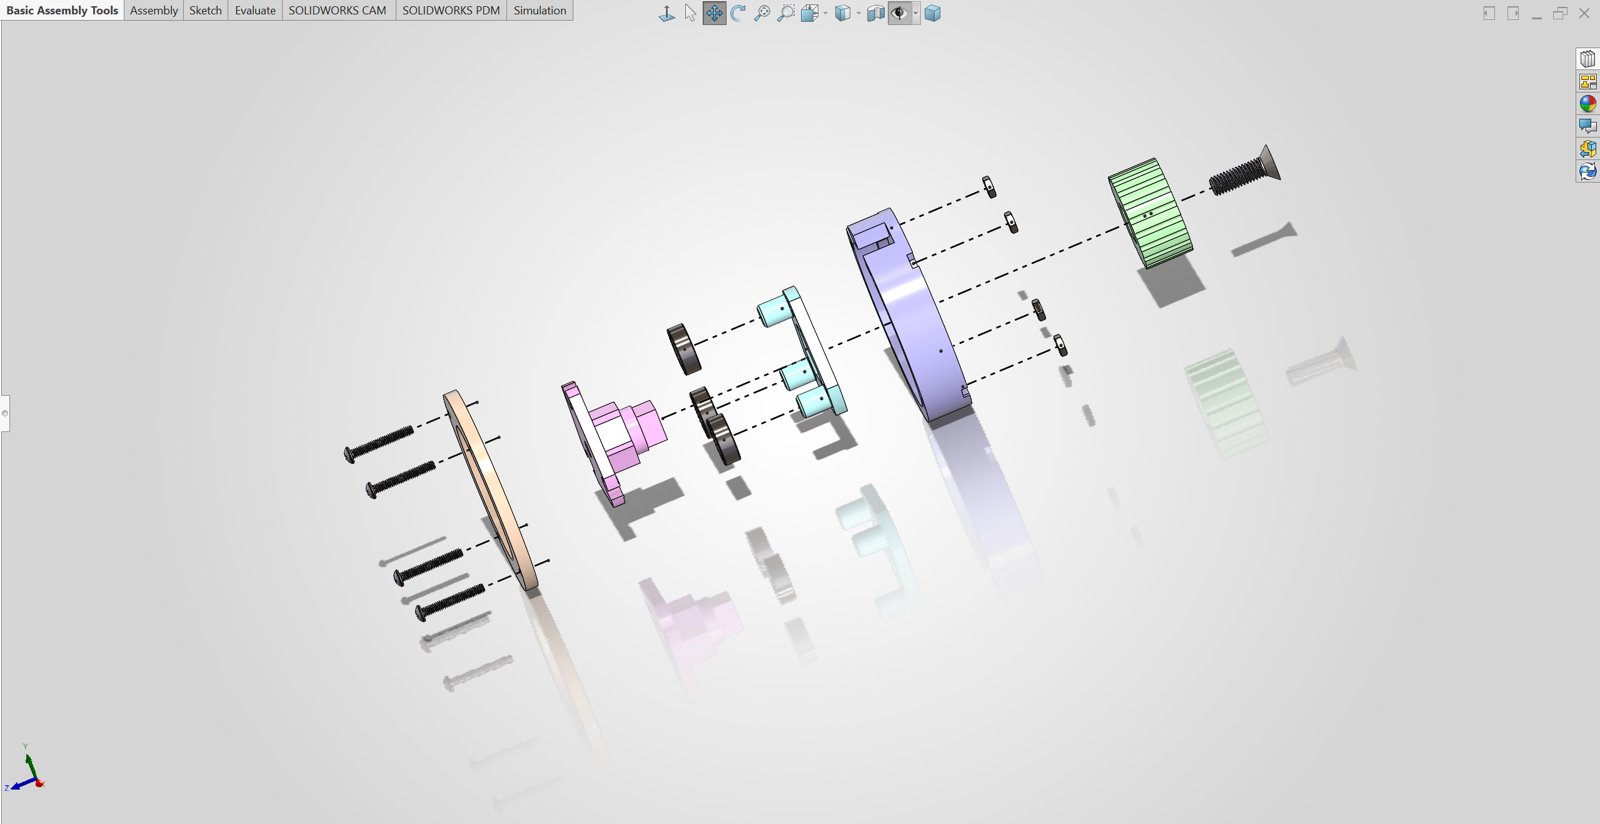 Basic Assembly Tools Assembly Sketch Evaluate SOLIDWORKS CAM SOLIDWORKS PDM Simulation
Y
Z